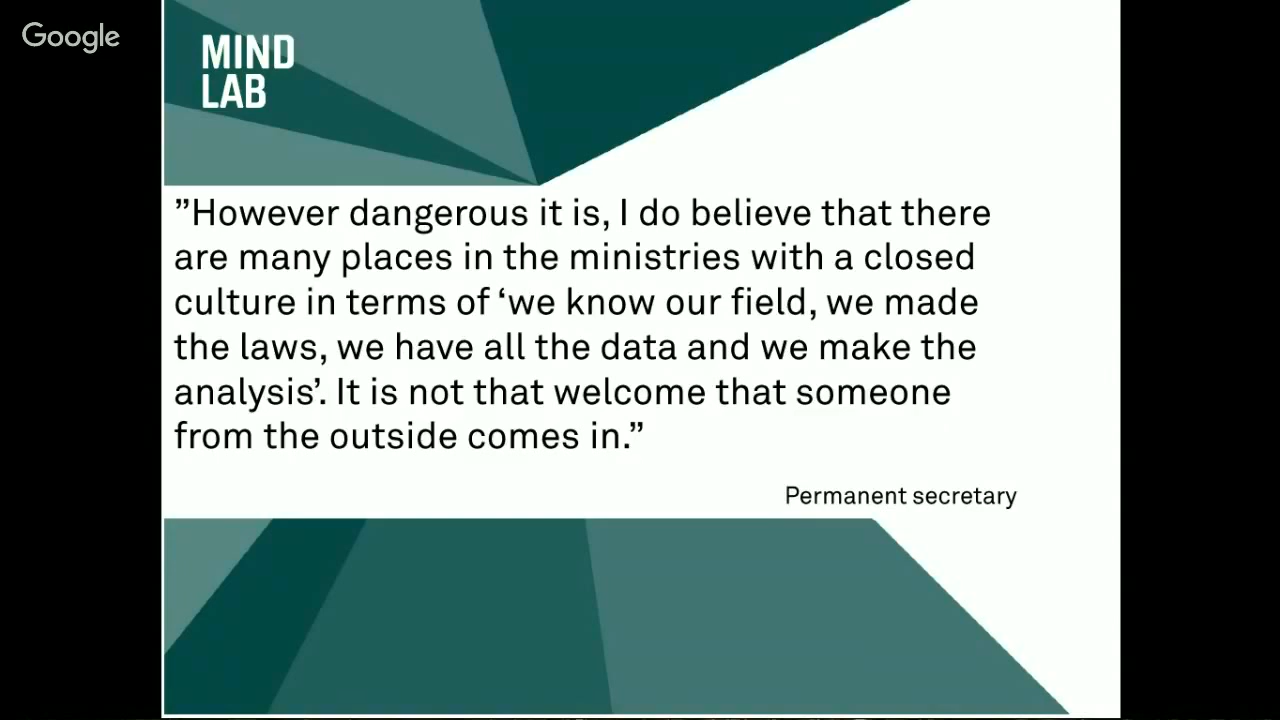 Google
MIND
LAB
”However dangerous it is, I do believe that there
are many places in the ministries with a closed
culture in terms of ‘we know our field, we made
the laws, we have all the data and we make the
analysis’. It is not that welcome that someone
from the outside comes in.”
Permanent secretary